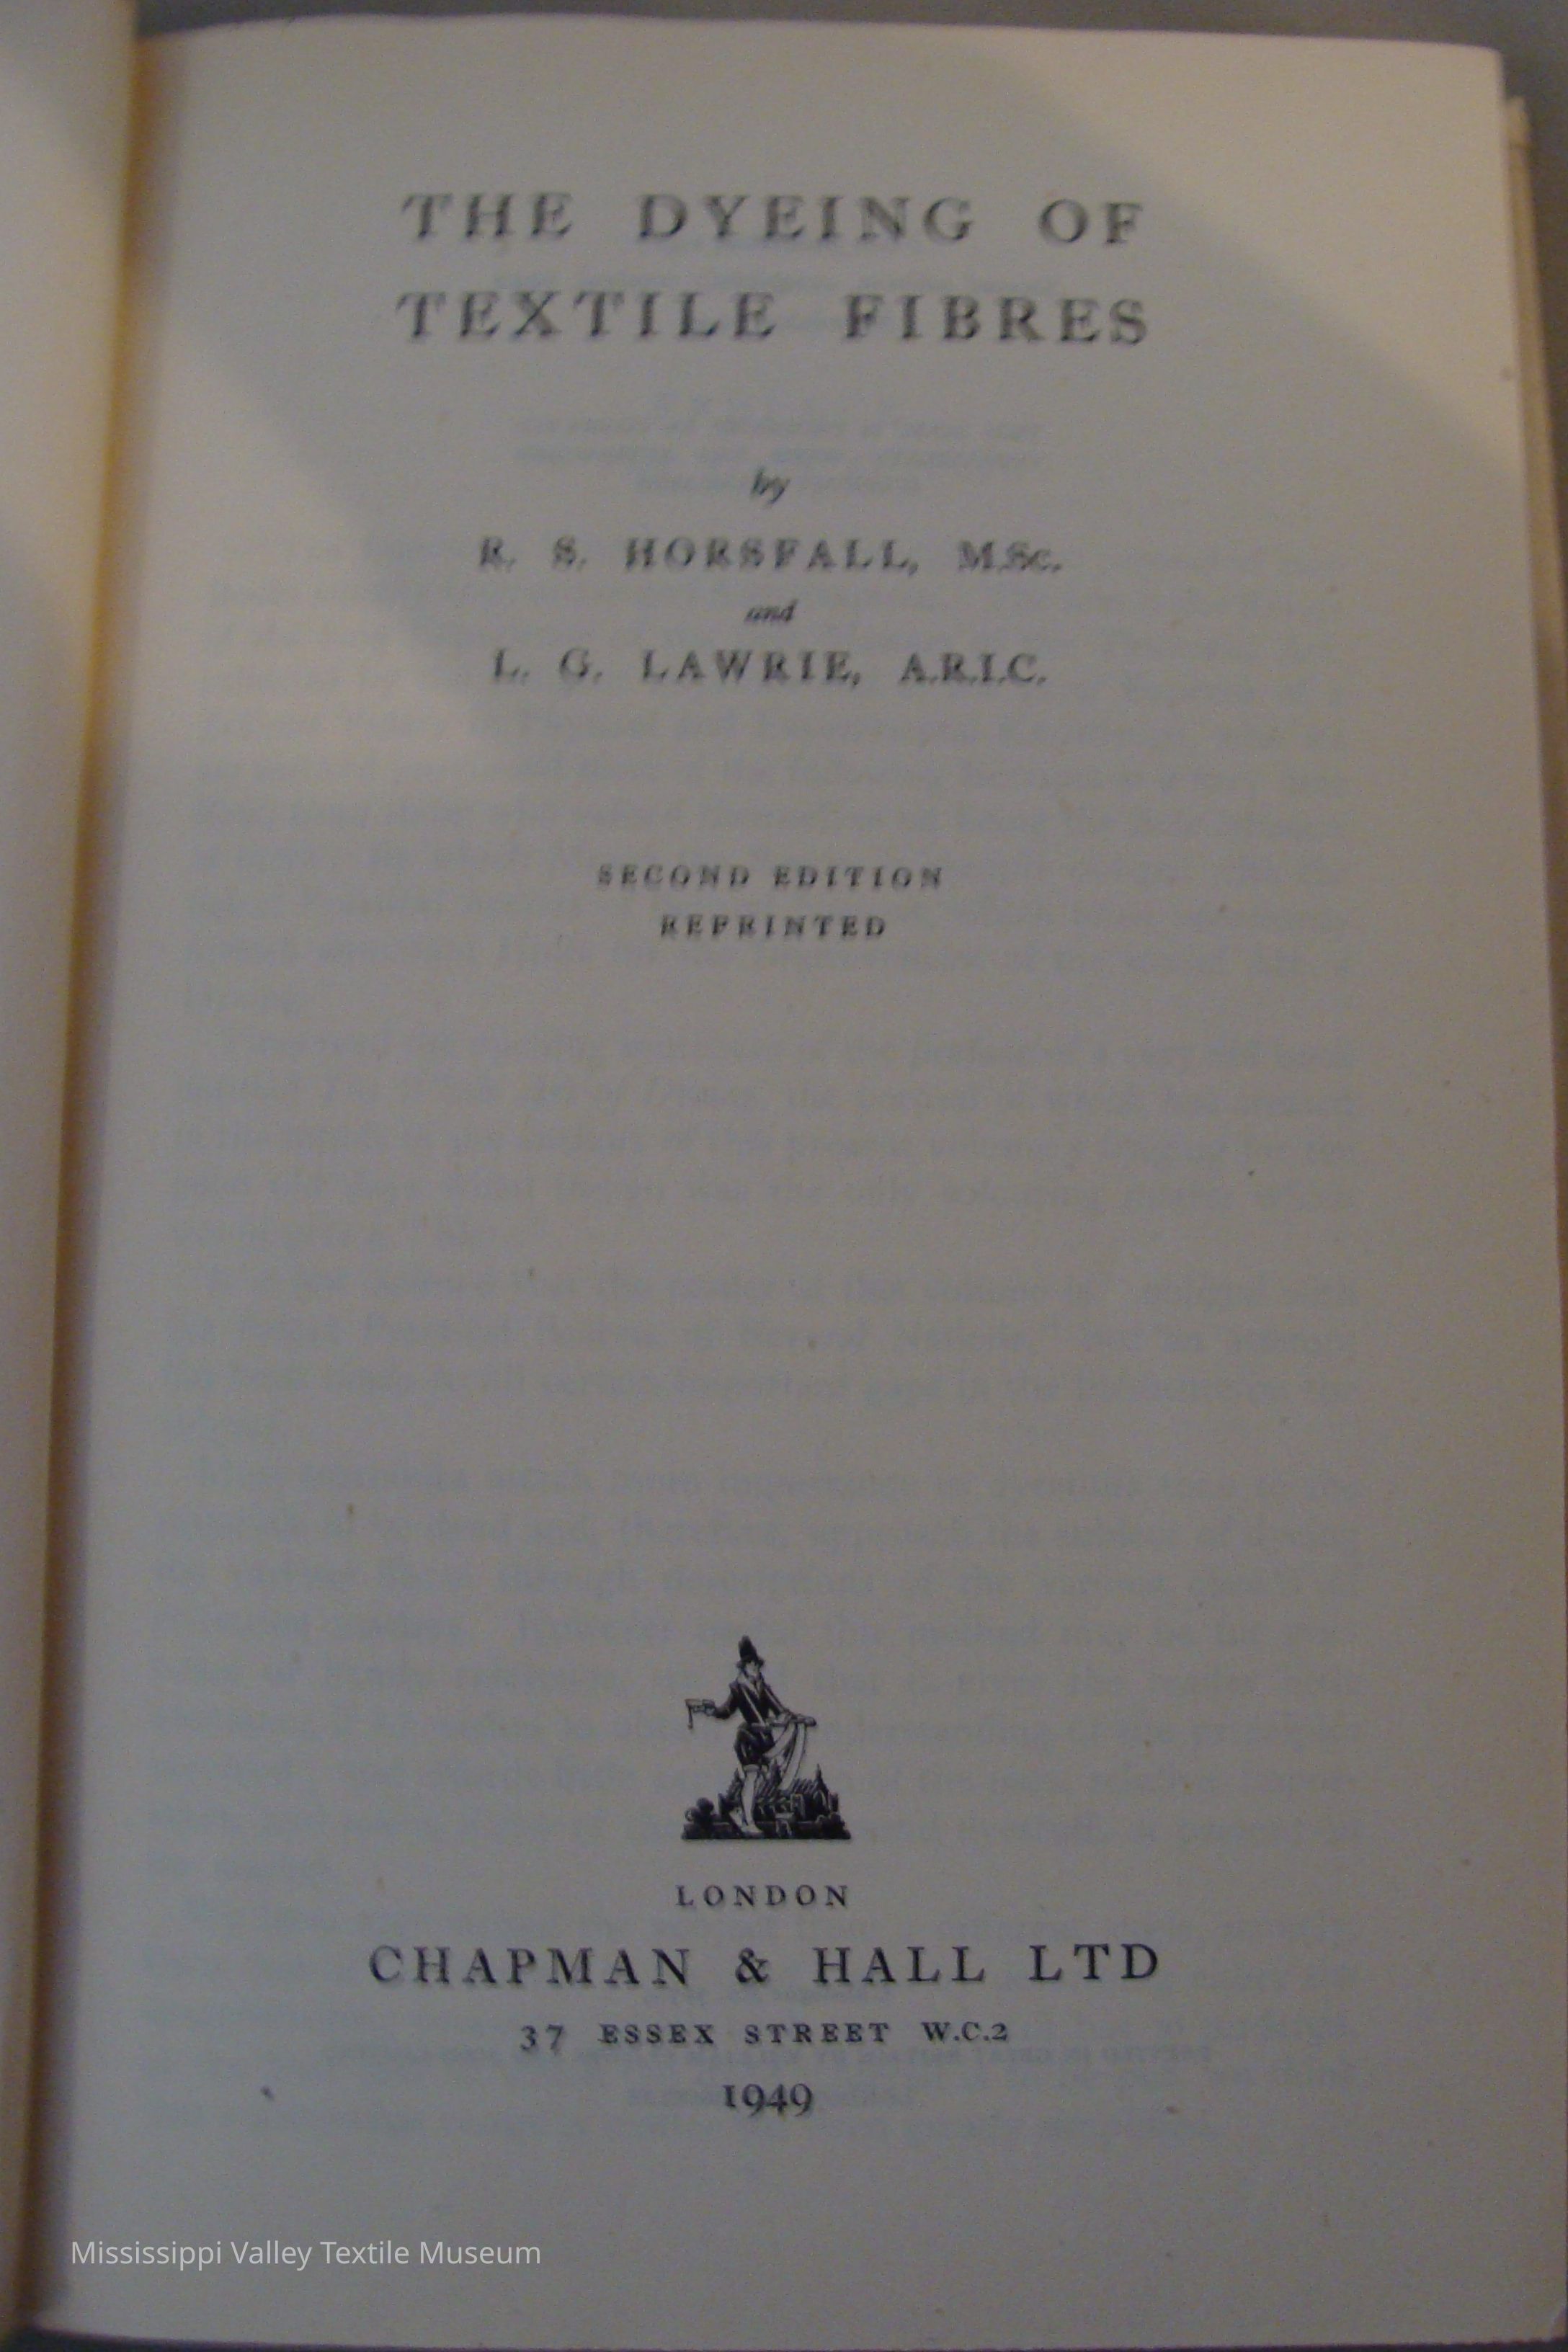 THE DYEING OF
TEXTILE FIBRES
by
R. S. HORSFALL, M.Sc.
and
L. G. LAWRIE, A.R.I.C.
SECOND EDITION
REPRINTED
LONDON
CHAPMAN & HALL LTD
37 ESSEX STREET W.C.2
1949
Mississippi Valley Textile Museum